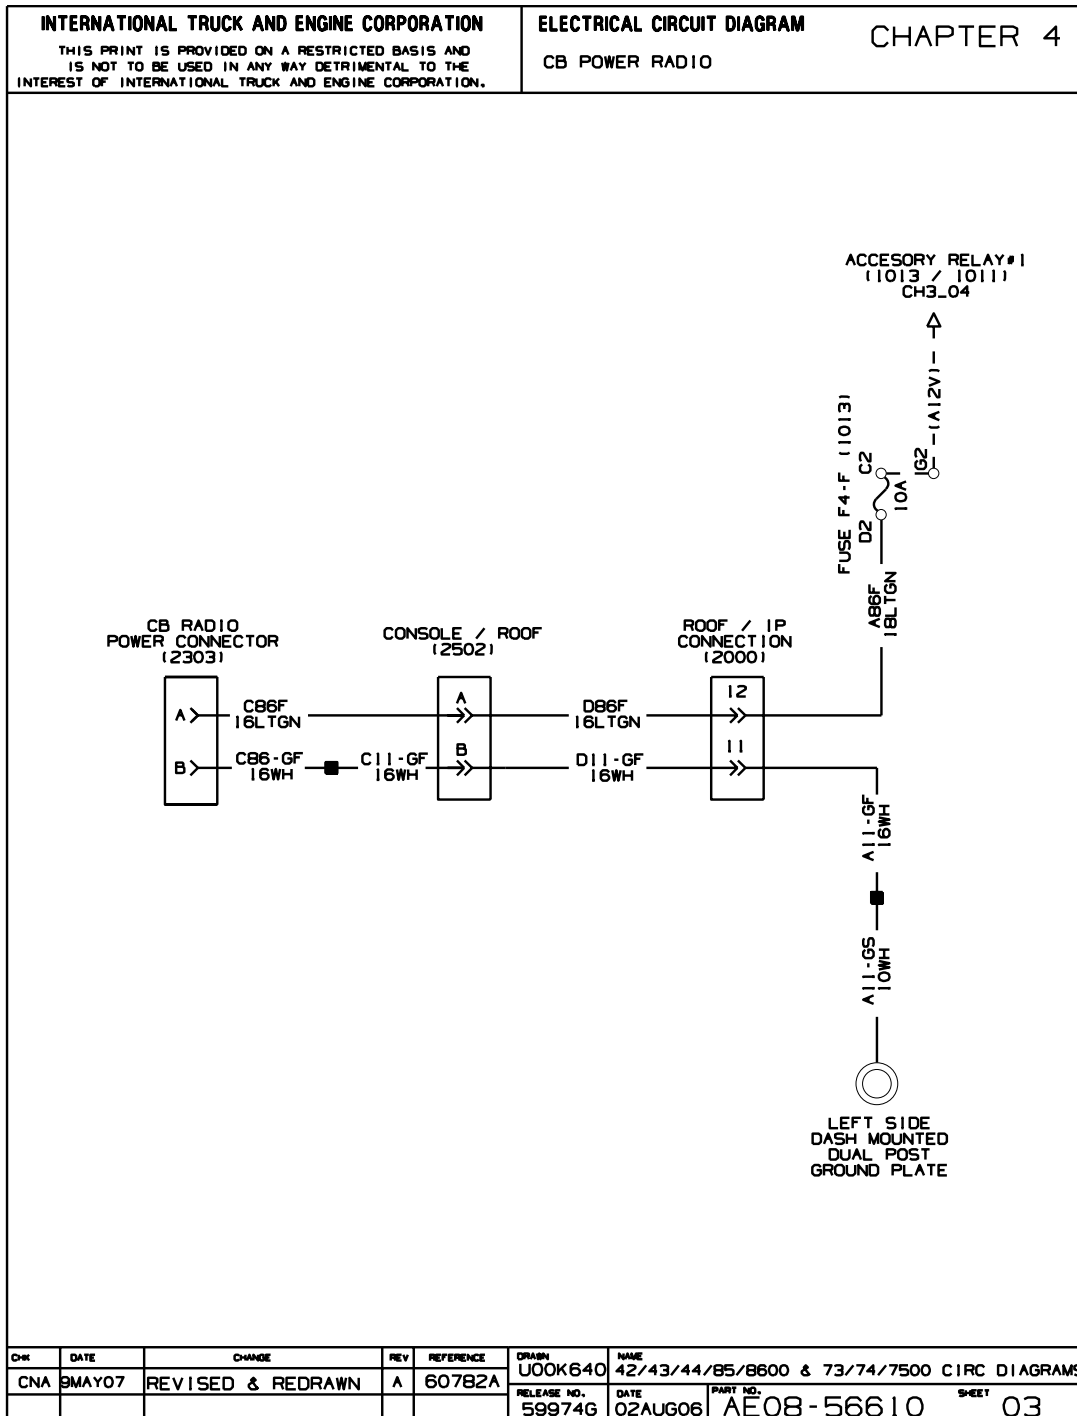 INTERNATIONAL TRUCK AND ENGINE CORPORATION
THIS PRINT IS PROVIDED ON A RESTRICTED BASIS AND
IS NOT TO BE USED IN ANY WAY DETRIMENTAL TO THE
INTEREST OF INTERNATIONAL TRUCK AND ENGINE CORPORATION.
ELECTRICAL CIRCUIT DIAGRAM
CB POWER RADIO
CHAPTER 4
ACCESORY RELAY#1
(1013 / 1011)
CH3_04
(A12V)
FUSE F4-F (1013)
C2
D2
10A
G2
A86F
18LTGN
CB RADIO
POWER CONNECTOR
(2303)
CONSOLE / ROOF
(2502)
ROOF / IP
CONNECTION
(2000)
A
C86F
16LTGN
A
D86F
16LTGN
12
B
C86-GF
16WH
C11-GF
16WH
B
D11-GF
16WH
11
A11-GF
16WH
A11-GS
10WH
LEFT SIDE
DASH MOUNTED
DUAL POST
GROUND PLATE
CHK DATE CHANGE REV REFERENCE
CNA 9MAY07 REVISED & REDRAWN A 60782A
DRAWN
U00K640
NAME
42/43/44/85/8600 & 73/74/7500 CIRC DIAGRAMS
RELEASE NO.
59974G
DATE
02AUG06
PART NO.
AE08-56610
SHEET
03